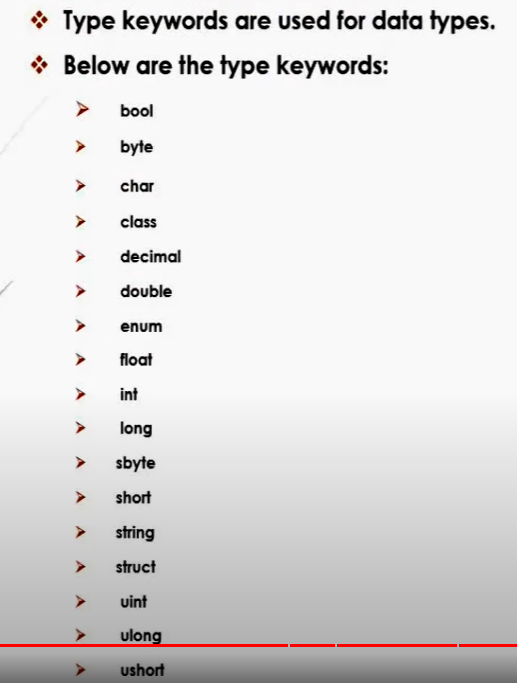 Type keywords are used for data types.
Below are the type keywords:
bool
byte
char
class
decimal
double
enum
float
int
long
sbyte
short
string
struct
uint
ulong
ushort